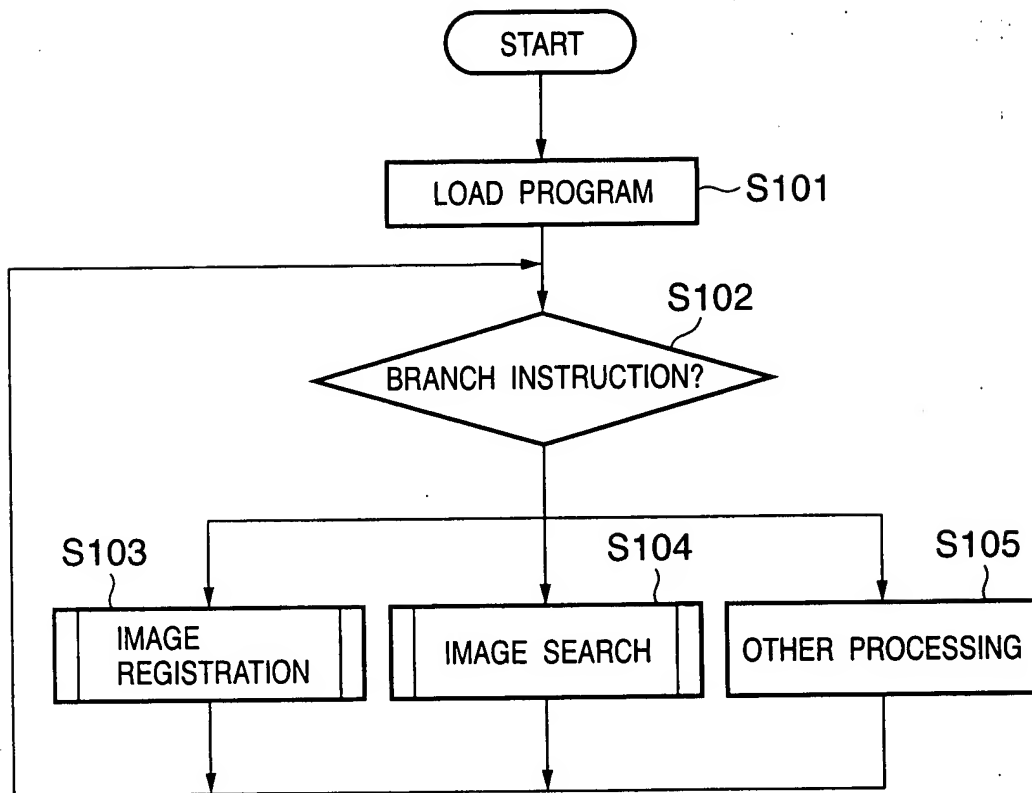 START
LOAD PROGRAM
S101
S102
BRANCH INSTRUCTION?
S103
S104
S105
IMAGE
REGISTRATION
IMAGE SEARCH
OTHER PROCESSING